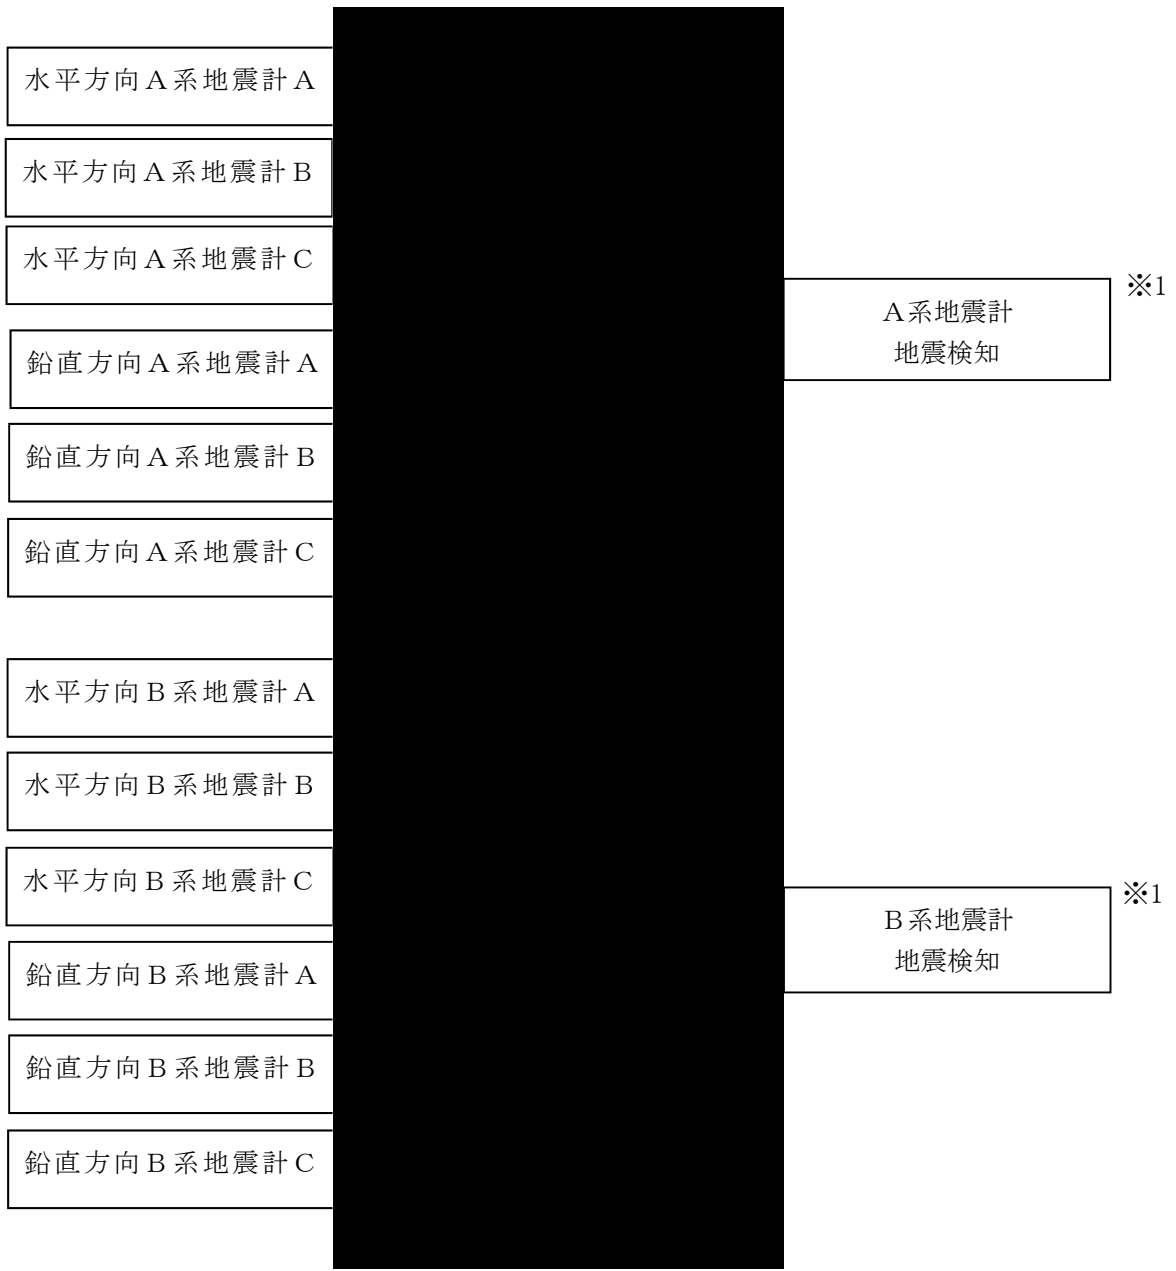 水平方向A系地震計A
水平方向A系地震計B
水平方向A系地震計C
鉛直方向A系地震計A
鉛直方向A系地震計B
鉛直方向A系地震計C
水平方向B系地震計A
水平方向B系地震計B
水平方向B系地震計C
鉛直方向B系地震計A
鉛直方向B系地震計B
鉛直方向B系地震計C
※1
A系地震計
地震検知
※1
B系地震計
地震検知